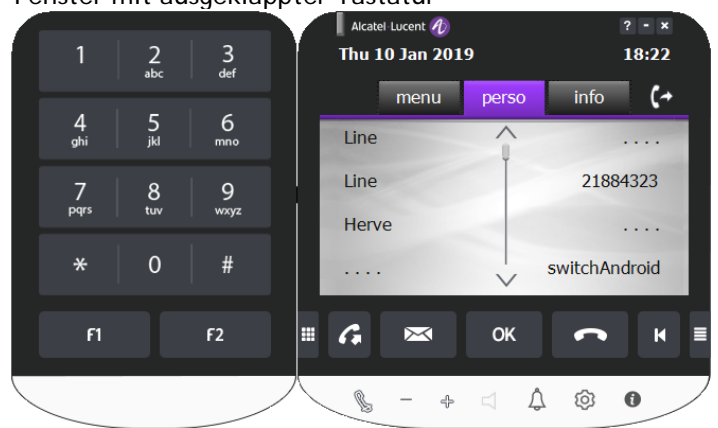 Fenster mit ausgeklappter Tastatur
1 2 abc 3 def
4 ghi 5 jkl 6 mno
7 pqrs 8 tuv 9 wxyz
* 0 #
F1 F2
Alcatel·Lucent ? - ×
Thu 10 Jan 2019 18:22
menu perso info
Line . . . .
Line 21884323
Herve . . . .
. . . . switchAndroid
OK